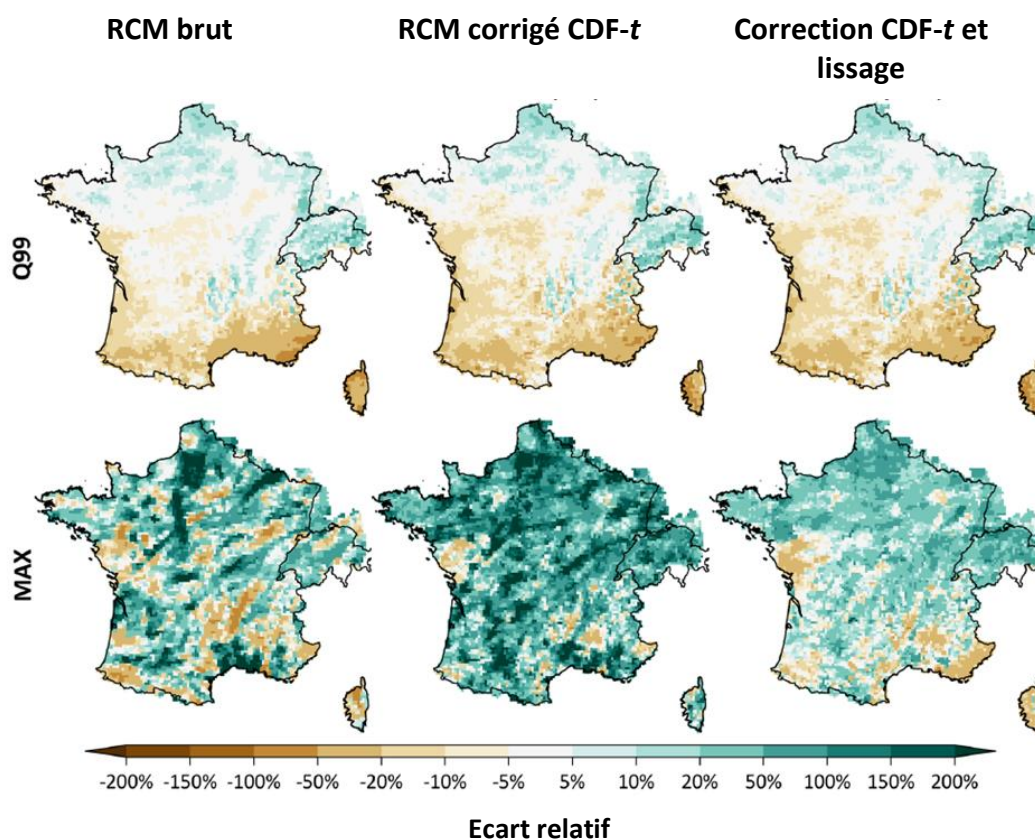 RCM brut
RCM corrigé CDF-t
Correction CDF-t et
lissage
Q99
MAX
-200% -150% -100% -50% -20% -10% -5% 5% 10% 20% 50% 100% 150% 200%
Ecart relatif